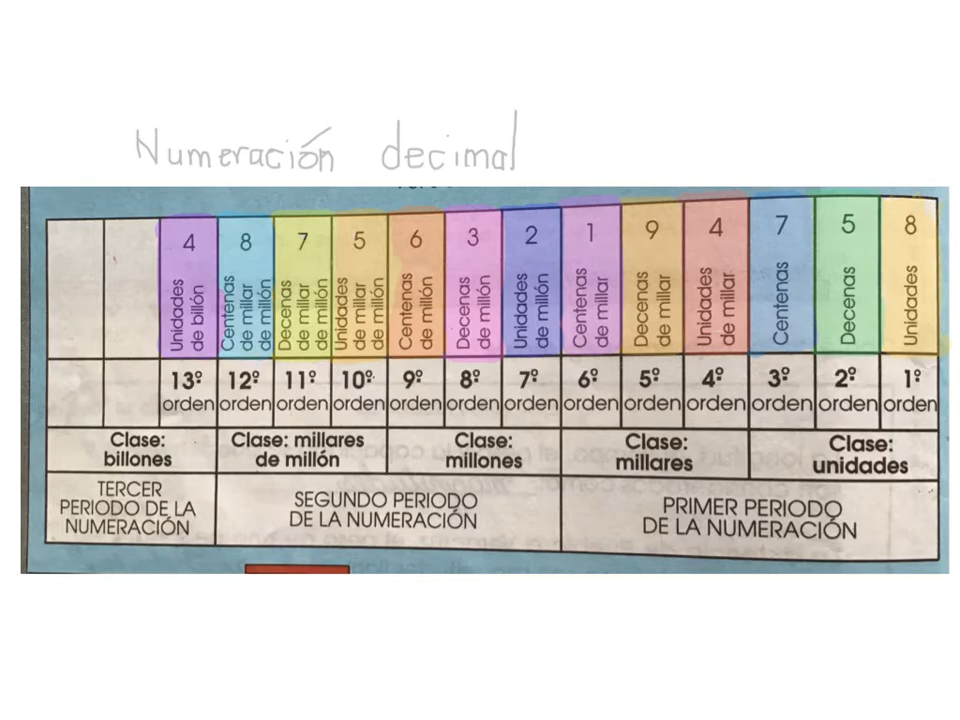 Numeración decimal
4 8 7 5 6 3 2 1 9 4 7 5 8
Unidades de billón
Centenas de millar de millón
Decenas de millar de millón
Unidades de millar de millón
Centenas de millón
Decenas de millón
Unidades de millón
Centenas de millar
Decenas de millar
Unidades de millar
Centenas
Decenas
Unidades
13º 12º 11º 10º 9º 8º 7º 6º 5º 4º 3º 2º 1º
orden orden orden orden orden orden orden orden orden orden orden orden orden
Clase: billones
Clase: millares de millón
Clase: millones
Clase: millares
Clase: unidades
TERCER
PERIODO DE LA
NUMERACIÓN
SEGUNDO PERIODO
DE LA NUMERACIÓN
PRIMER PERIODO
DE LA NUMERACIÓN